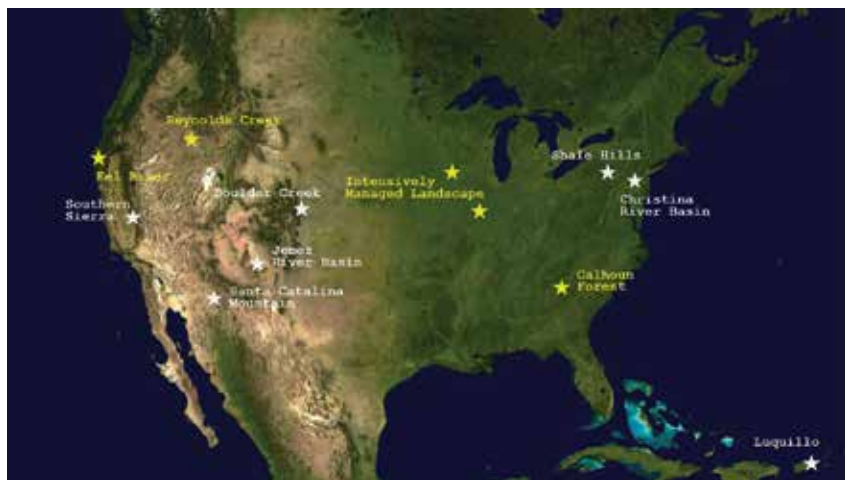 Reynolds Creek
Eel River
Shale Hills
Intensively
Managed Landscape
Boulder Creek
Southern
Sierra
Christina
River Basin
Jemez
River Basin
Calhoun
Forest
Santa Catalina
Mountain
Luquillo